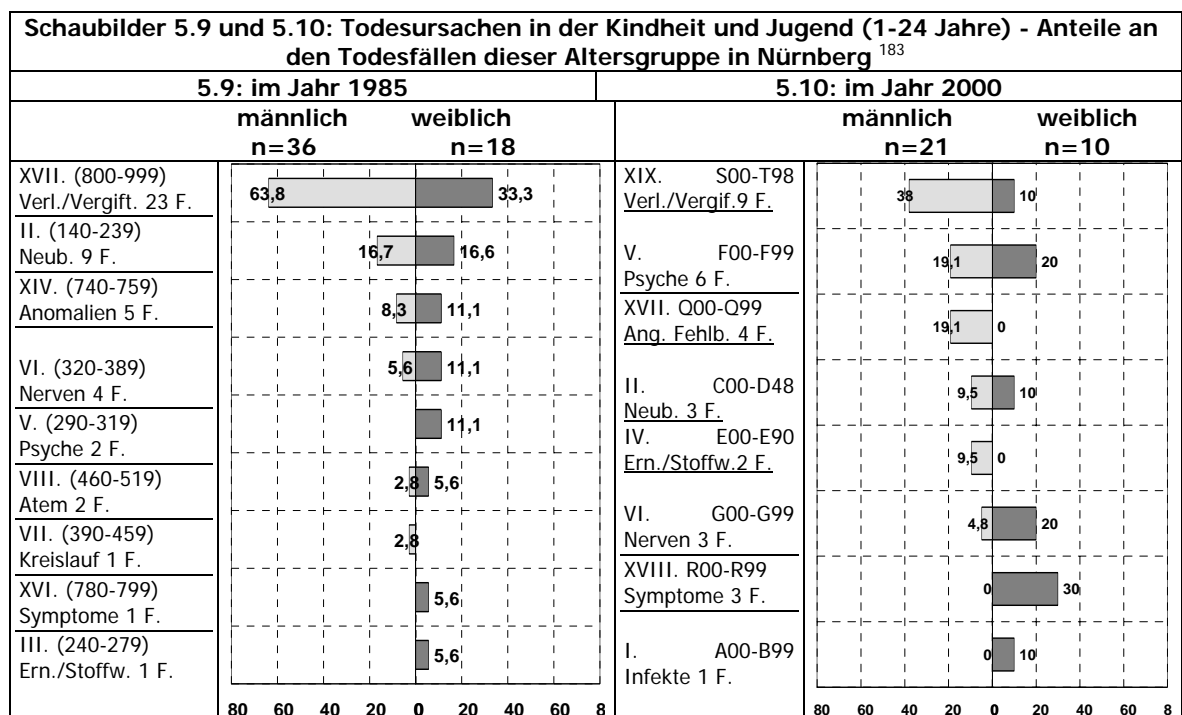 Schaubilder 5.9 und 5.10: Todesursachen in der Kindheit und Jugend (1-24 Jahre) - Anteile an
den Todesfällen dieser Altersgruppe in Nürnberg 183
5.9: im Jahr 1985
männlich weiblich
n=36 n=18
XVII. (800-999)
Verl./Vergift. 23 F.
63,8 33,3
II. (140-239)
Neub. 9 F.
16,7 16,6
XIV. (740-759)
Anomalien 5 F.
8,3 11,1
VI. (320-389)
Nerven 4 F.
5,6 11,1
V. (290-319)
Psyche 2 F.
11,1
VIII. (460-519)
Atem 2 F.
2,8 5,6
VII. (390-459)
Kreislauf 1 F.
2,8
XVI. (780-799)
Symptome 1 F.
5,6
III. (240-279)
Ern./Stoffw. 1 F.
5,6
80 60 40 20 0 20 40 60 8
5.10: im Jahr 2000
männlich weiblich
n=21 n=10
XIX. S00-T98
Verl./Vergif.9 F.
38 10
V. F00-F99
Psyche 6 F.
19,1 20
XVII. Q00-Q99
Ang. Fehlb. 4 F.
19,1 0
II. C00-D48
Neub. 3 F.
9,5 10
IV. E00-E90
Ern./Stoffw.2 F.
9,5 0
VI. G00-G99
Nerven 3 F.
4,8 20
XVIII. R00-R99
Symptome 3 F.
0 30
I. A00-B99
Infekte 1 F.
0 10
80 60 40 20 0 20 40 60 8